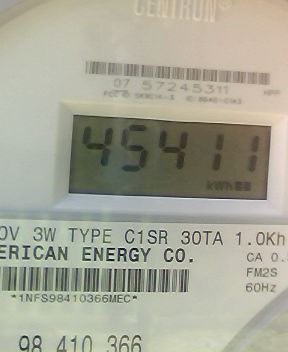 CENTRON®
07 57245311
45411
kWh
0V 3W TYPE C1SR 30TA 1.0Kh
ERICAN ENERGY CO.
CA 0.
FM2S
*1NFS98410366MEC*
60Hz
98 410 366